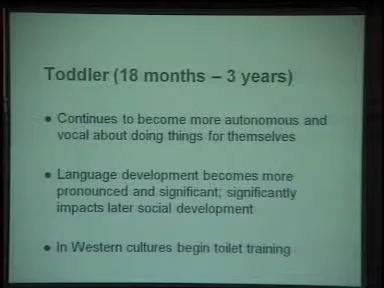 Toddler (18 months – 3 years)
● Continues to become more autonomous and
vocal about doing things for themselves
● Language development becomes more
pronounced and significant; significantly
impacts later social development
● In Western cultures begin toilet training